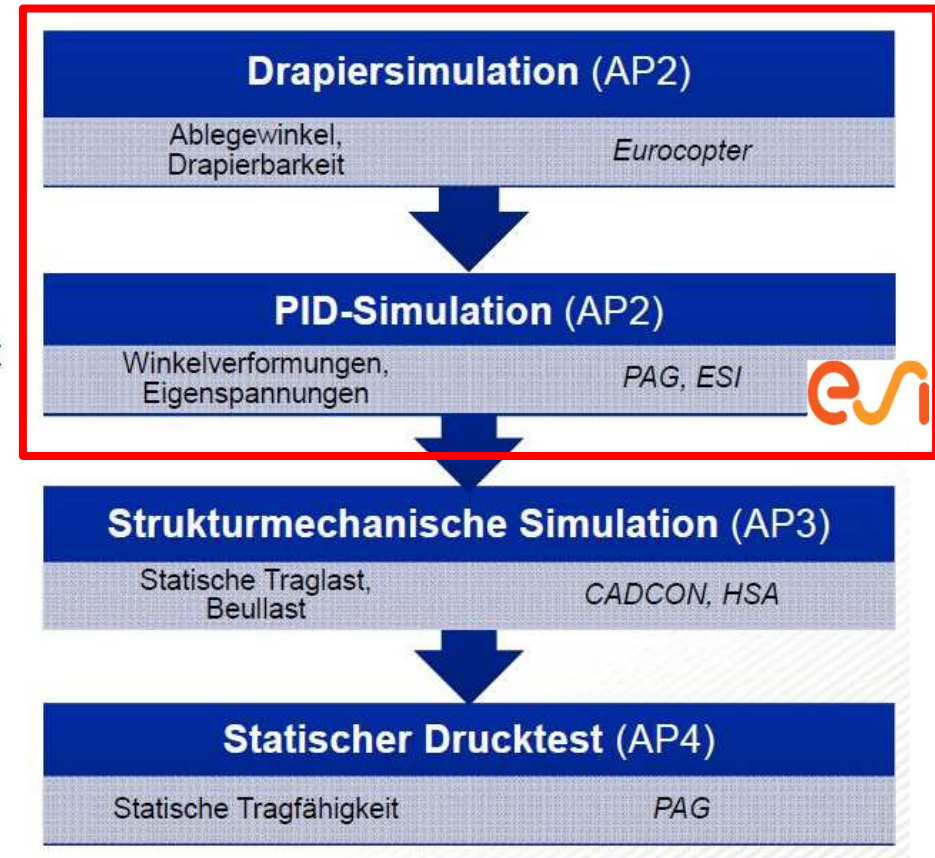 Drapiersimulation (AP2)
Ablegewinkel,
Drapierbarkeit
Eurocopter
PID-Simulation (AP2)
Winkelverformungen,
Eigenspannungen
PAG, ESI
esi
Strukturmechanische Simulation (AP3)
Statische Traglast,
Beullast
CADCON, HSA
Statischer Drucktest (AP4)
Statische Tragfähigkeit
PAG